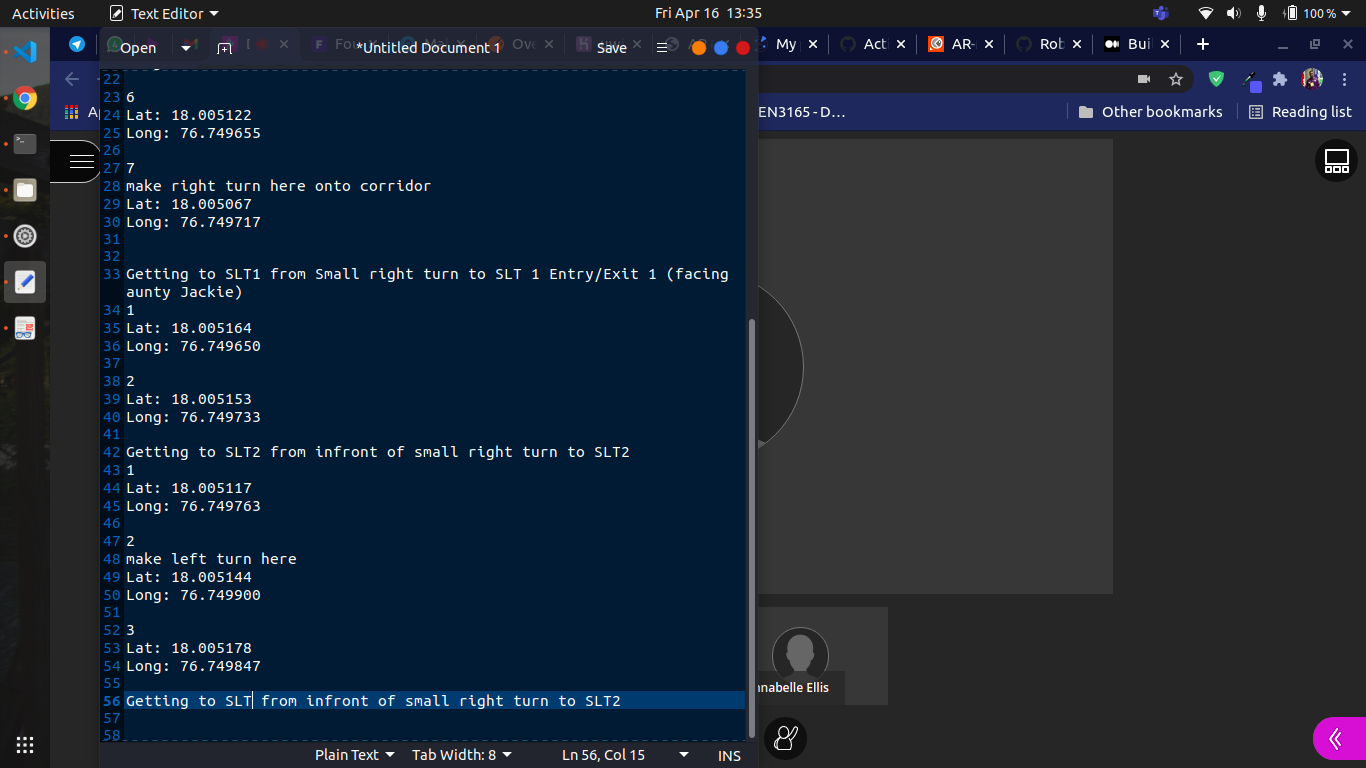 Activities
Text Editor
Fri Apr 16 13:35
100 %
Open
*Untitled Document 1
Save
My p
Act
AR-
Rob
Bui
EN3165 - D…
Other bookmarks
Reading list
22
23 6
24 Lat: 18.005122
25 Long: 76.749655
26
27 7
28 make right turn here onto corridor
29 Lat: 18.005067
30 Long: 76.749717
31
32
33 Getting to SLT1 from Small right turn to SLT 1 Entry/Exit 1 (facing
aunty Jackie)
34 1
35 Lat: 18.005164
36 Long: 76.749650
37
38 2
39 Lat: 18.005153
40 Long: 76.749733
41
42 Getting to SLT2 from infront of small right turn to SLT2
43 1
44 Lat: 18.005117
45 Long: 76.749763
46
47 2
48 make left turn here
49 Lat: 18.005144
50 Long: 76.749900
51
52 3
53 Lat: 18.005178
54 Long: 76.749847
55
56 Getting to SLT from infront of small right turn to SLT2
57
58
nnabelle Ellis
Plain Text
Tab Width: 8
Ln 56, Col 15
INS